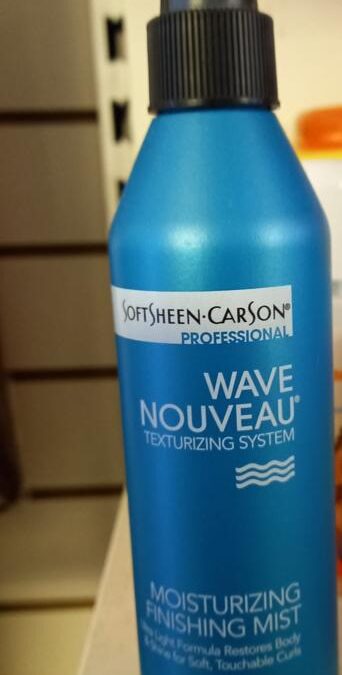 SOFTSHEEN·CARSON®
PROFESSIONAL
WAVE
NOUVEAU®
TEXTURIZING SYSTEM
MOISTURIZING
FINISHING MIST
Light Formula Restores Body
& Shine for Soft, Touchable Curls